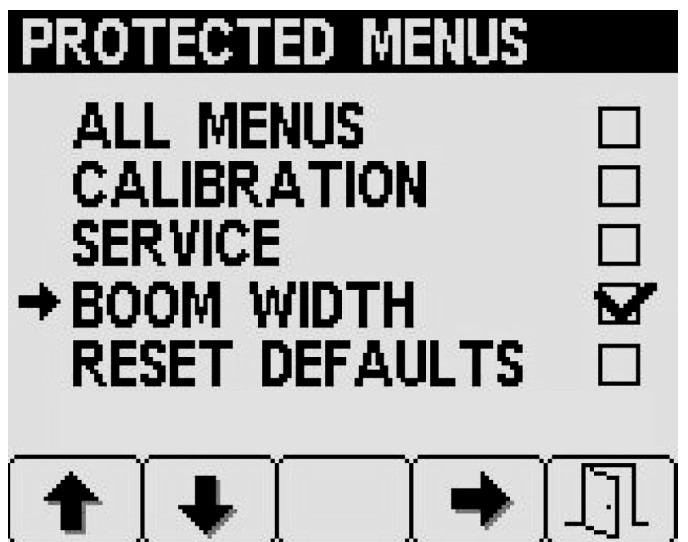 PROTECTED MENUS
ALL MENUS
CALIBRATION
SERVICE
BOOM WIDTH
RESET DEFAULTS